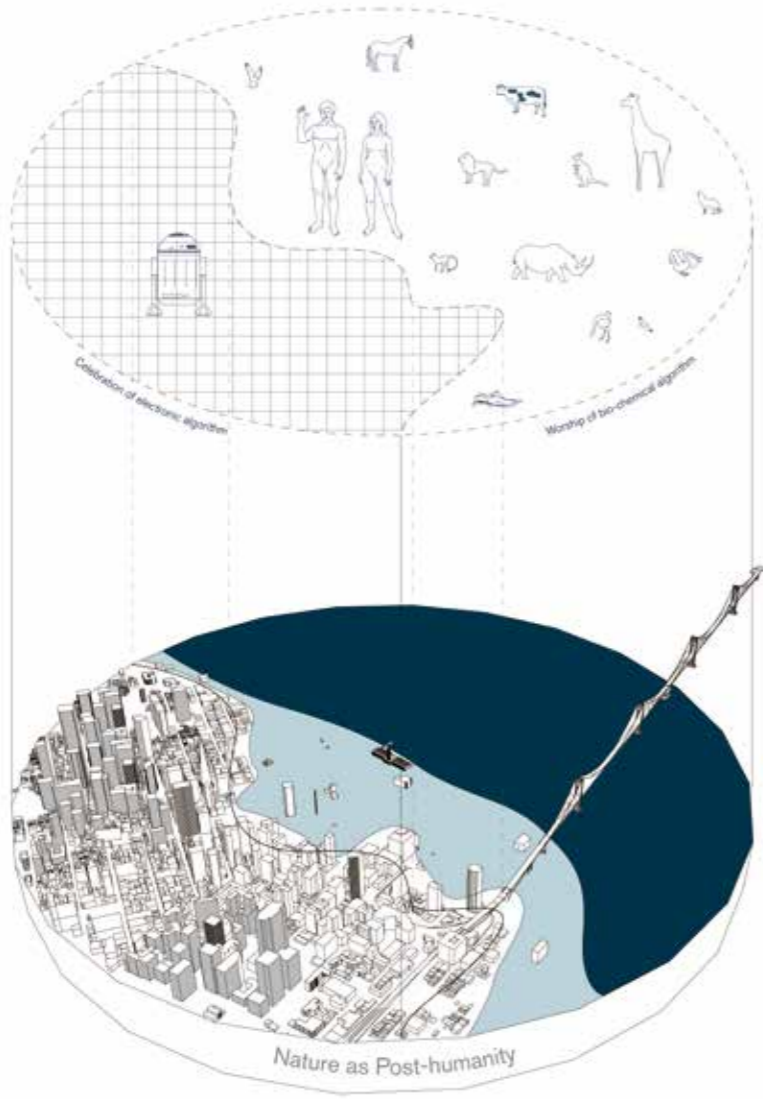 Celebration of electronic algorithm
Worship of bio-chemical algorithm
Nature as Post-humanity